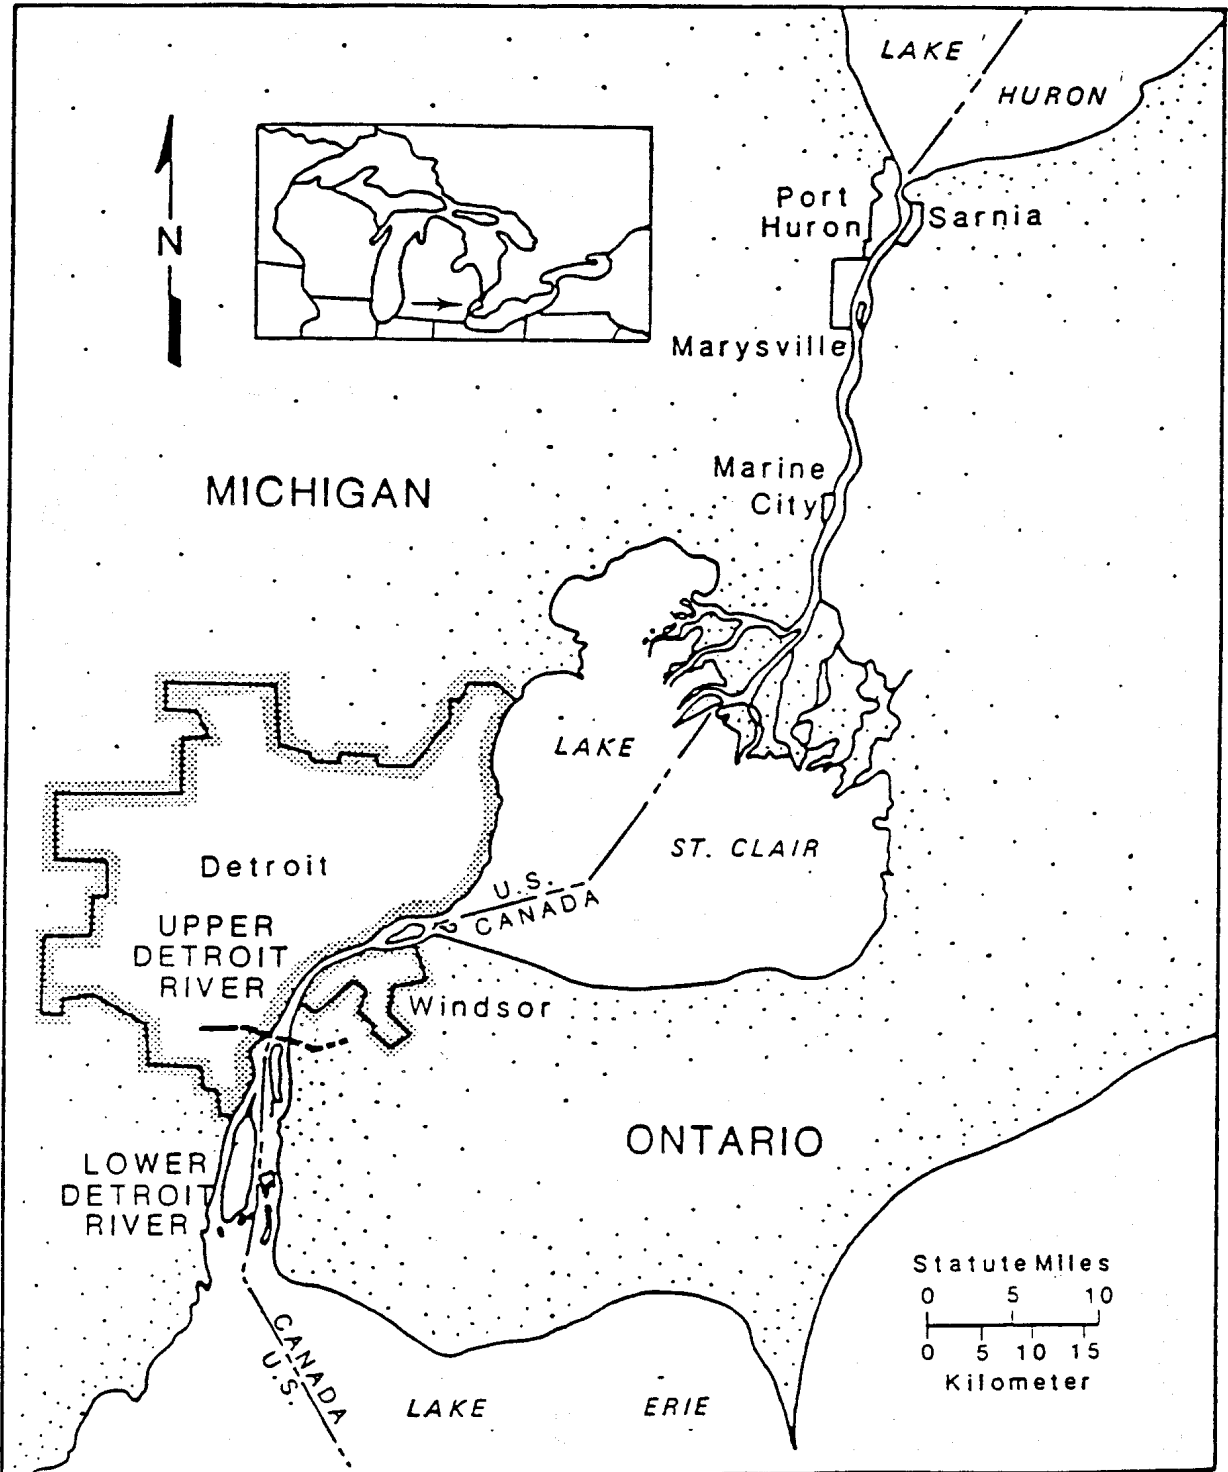 LAKE
HURON
N
Port
Huron
Sarnia
Marysville
MICHIGAN
Marine
City
LAKE
ST. CLAIR
Detroit
U.S.
CANADA
UPPER
DETROIT
RIVER
Windsor
ONTARIO
LOWER
DETROIT
RIVER
Statute Miles
0 5 10
0 5 10 15
Kilometer
CANADA
U.S.
LAKE ERIE